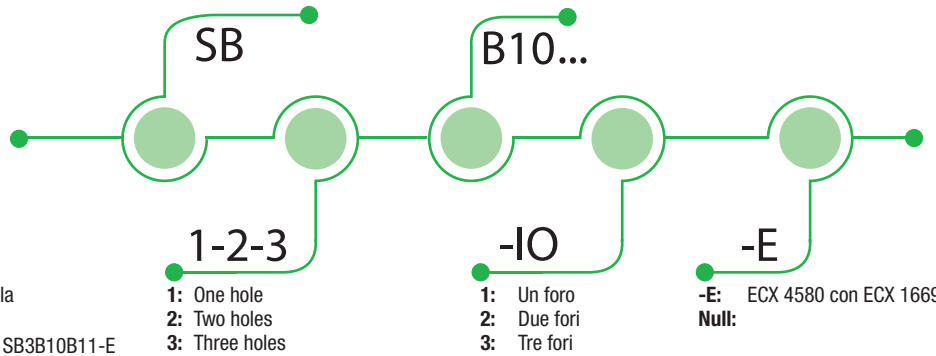 SB
B10...
1-2-3
-IO
-E
la
SB3B10B11-E
1: One hole
2: Two holes
3: Three holes
1: Un foro
2: Due fori
3: Tre fori
-E: ECX 4580 con ECX 1669
Null: